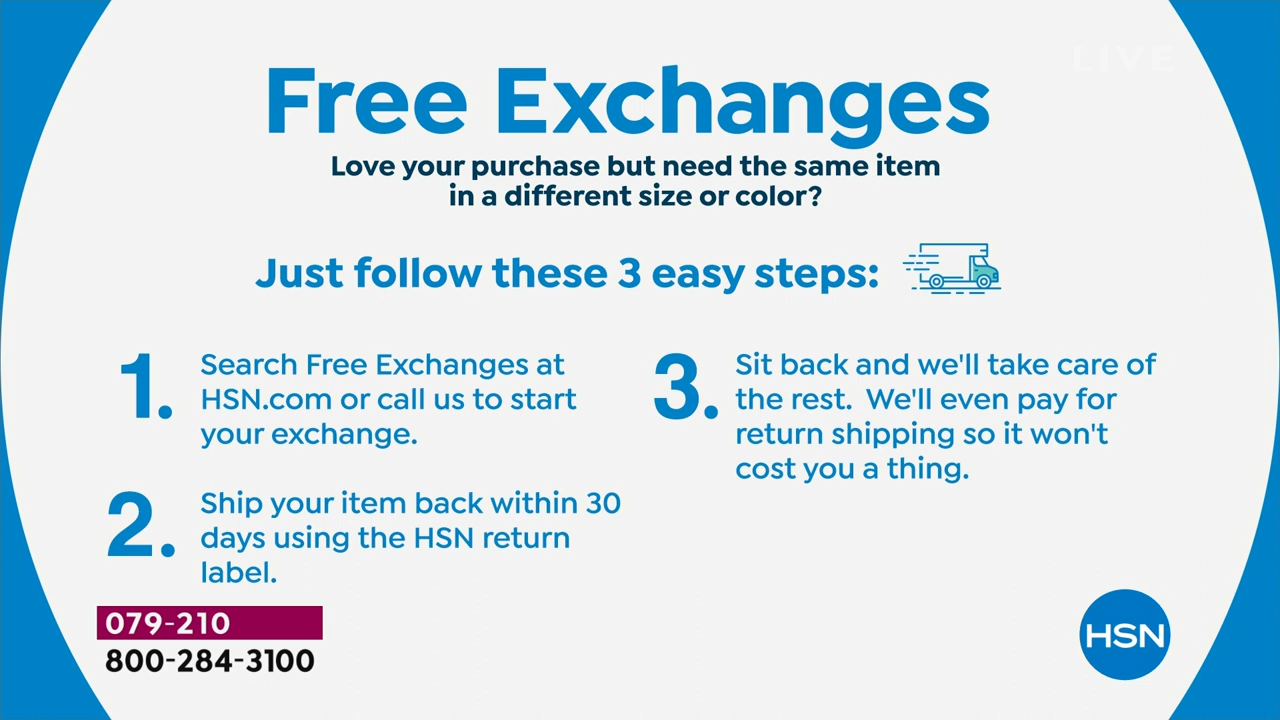 LIVE
Free Exchanges
Love your purchase but need the same item
in a different size or color?
Just follow these 3 easy steps:
1. Search Free Exchanges at
HSN.com or call us to start
your exchange.
2. Ship your item back within 30
days using the HSN return
label.
3. Sit back and we'll take care of
the rest.  We'll even pay for
return shipping so it won't
cost you a thing.
079-210
800-284-3100
HSN